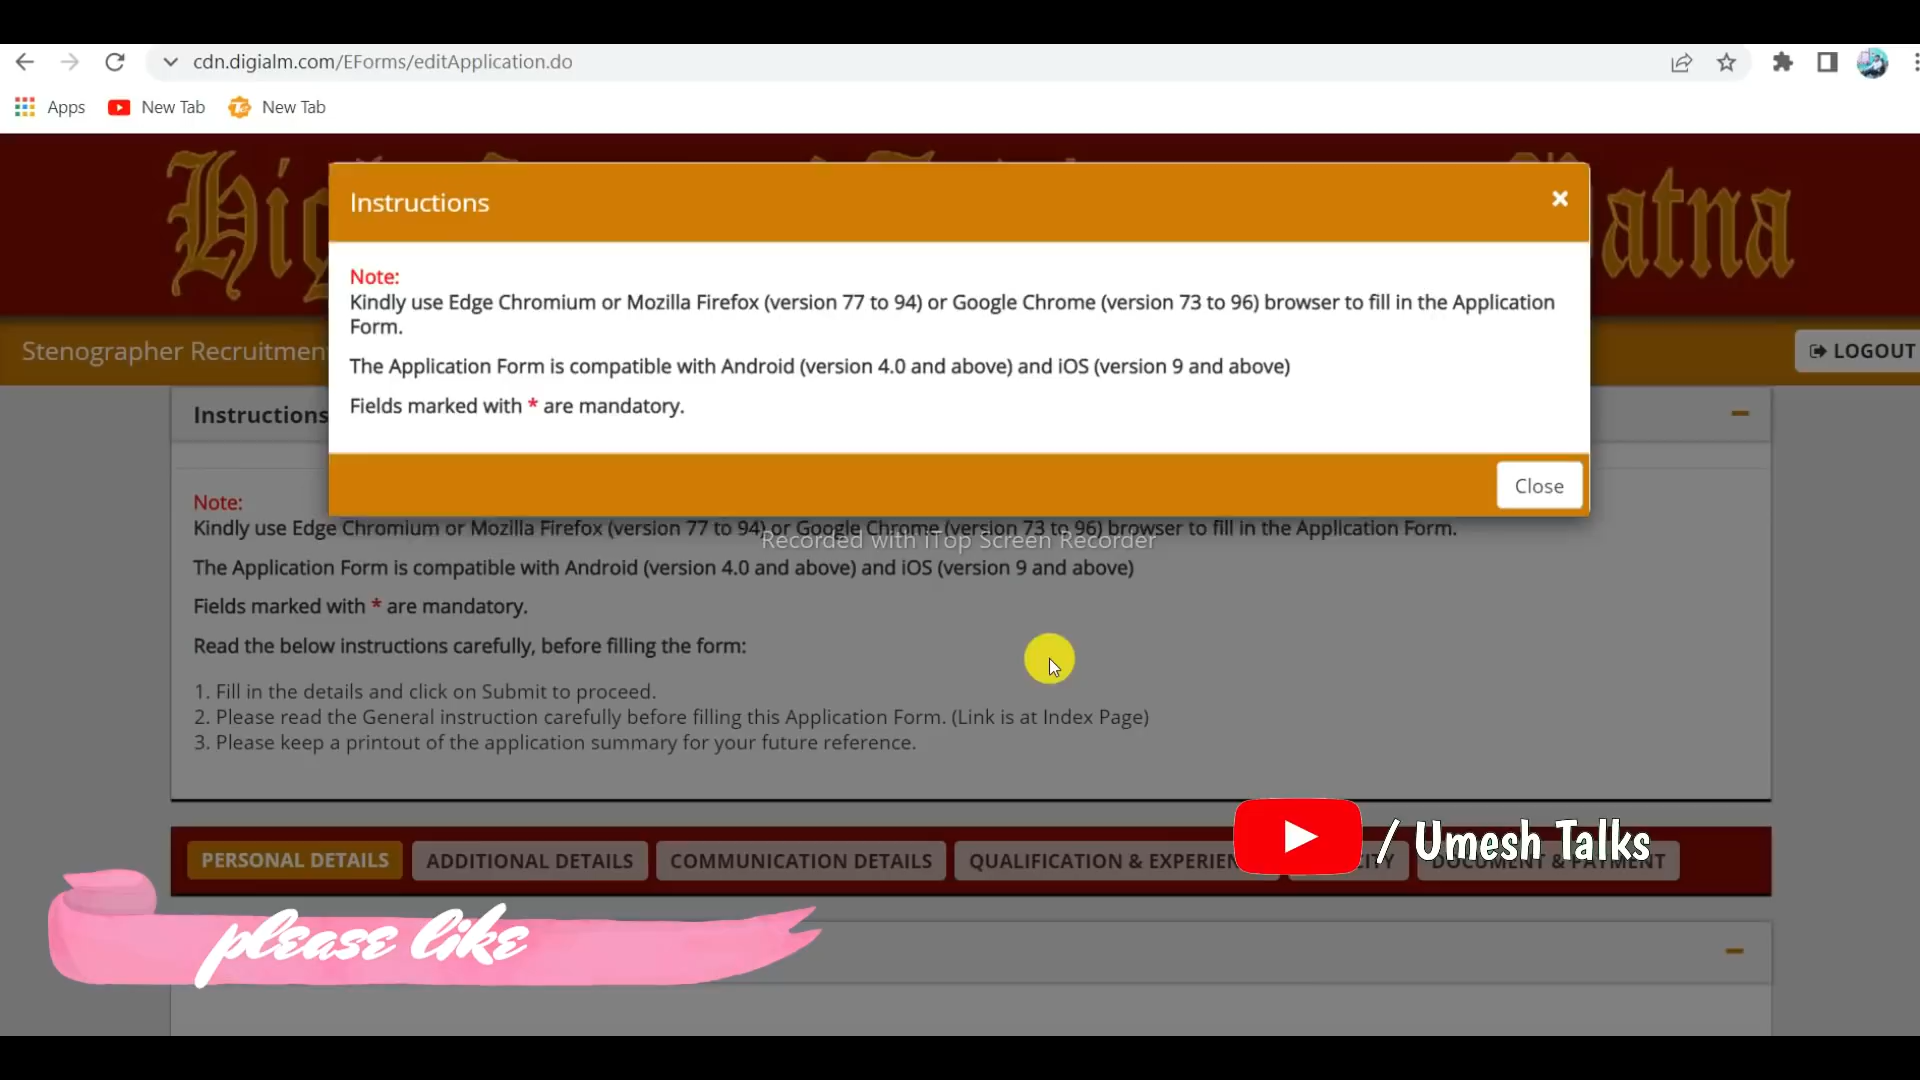 cdn.digialm.com/EForms/editApplication.do
Apps New Tab New Tab
Instructions ×
Note:
Kindly use Edge Chromium or Mozilla Firefox (version 77 to 94) or Google Chrome (version 73 to 96) browser to fill in the Application
Form.
The Application Form is compatible with Android (version 4.0 and above) and iOS (version 9 and above)
Fields marked with * are mandatory.
Close
Stenographer Recruitment
LOGOUT
Instructions
Note:
Kindly use Edge Chromium or Mozilla Firefox (version 77 to 94) or Google Chrome (version 73 to 96) browser to fill in the Application Form.
Recorded with iTop Screen Recorder
The Application Form is compatible with Android (version 4.0 and above) and iOS (version 9 and above)
Fields marked with * are mandatory.
Read the below instructions carefully, before filling the form:
1. Fill in the details and click on Submit to proceed.
2. Please read the General instruction carefully before filling this Application Form. (Link is at Index Page)
3. Please keep a printout of the application summary for your future reference.
/ Umesh Talks
PERSONAL DETAILS ADDITIONAL DETAILS COMMUNICATION DETAILS QUALIFICATION & EXPERIEN CITY DOCUMENT & PAYMENT
please like